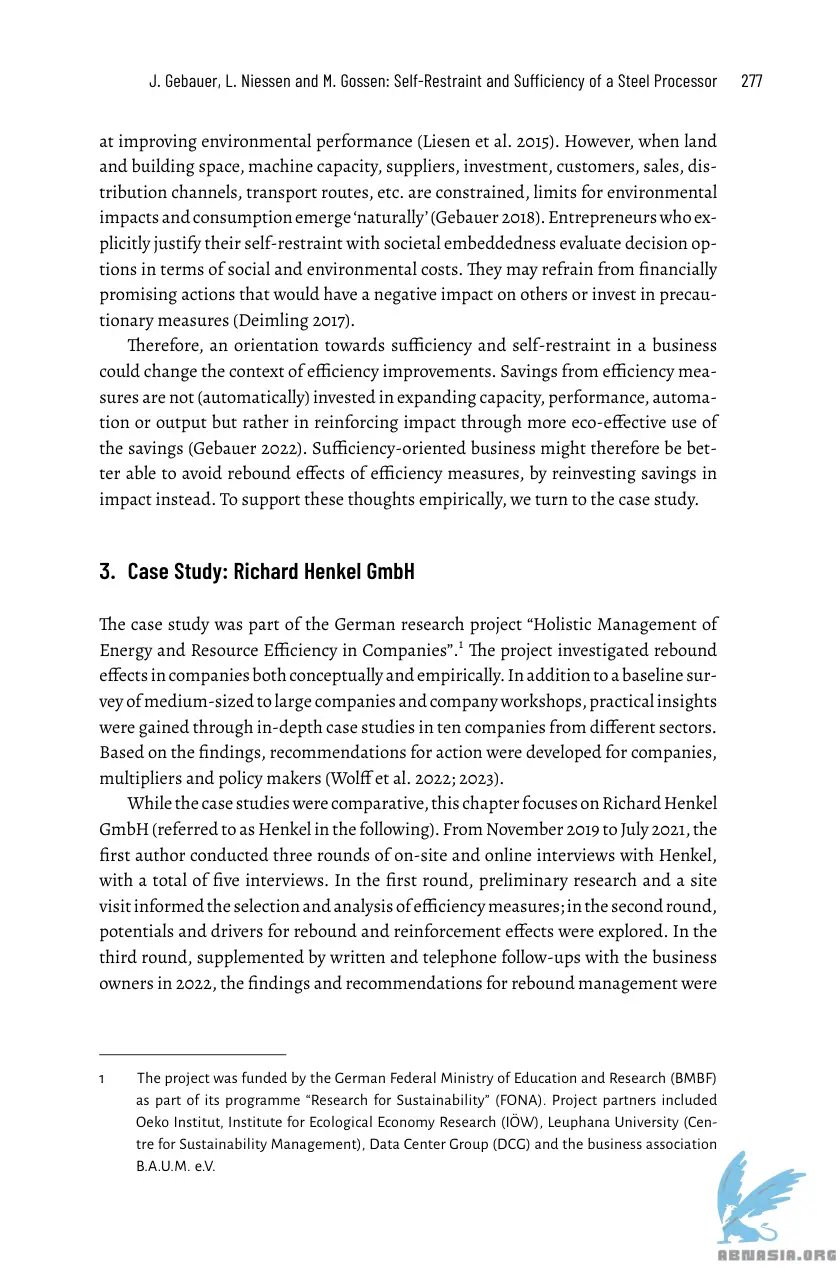 J. Gebauer, L. Niessen and M. Gossen: Self-Restraint and Sufficiency of a Steel Processor 277
at improving environmental performance (Liesen et al. 2015). However, when land
and building space, machine capacity, suppliers, investment, customers, sales, dis-
tribution channels, transport routes, etc. are constrained, limits for environmental
impacts and consumption emerge ‘naturally’ (Gebauer 2018). Entrepreneurs who ex-
plicitly justify their self-restraint with societal embeddedness evaluate decision op-
tions in terms of social and environmental costs. They may refrain from financially
promising actions that would have a negative impact on others or invest in precau-
tionary measures (Deimling 2017).
Therefore, an orientation towards sufficiency and self-restraint in a business
could change the context of efficiency improvements. Savings from efficiency mea-
sures are not (automatically) invested in expanding capacity, performance, automa-
tion or output but rather in reinforcing impact through more eco-effective use of
the savings (Gebauer 2022). Sufficiency-oriented business might therefore be bet-
ter able to avoid rebound effects of efficiency measures, by reinvesting savings in
impact instead. To support these thoughts empirically, we turn to the case study.
3. Case Study: Richard Henkel GmbH
The case study was part of the German research project “Holistic Management of
Energy and Resource Efficiency in Companies”.1 The project investigated rebound
effects in companies both conceptually and empirically. In addition to a baseline sur-
vey of medium-sized to large companies and company workshops, practical insights
were gained through in-depth case studies in ten companies from different sectors.
Based on the findings, recommendations for action were developed for companies,
multipliers and policy makers (Wolff et al. 2022; 2023).
While the case studies were comparative, this chapter focuses on Richard Henkel
GmbH (referred to as Henkel in the following). From November 2019 to July 2021, the
first author conducted three rounds of on-site and online interviews with Henkel,
with a total of five interviews. In the first round, preliminary research and a site
visit informed the selection and analysis of efficiency measures; in the second round,
potentials and drivers for rebound and reinforcement effects were explored. In the
third round, supplemented by written and telephone follow-ups with the business
owners in 2022, the findings and recommendations for rebound management were
1 The project was funded by the German Federal Ministry of Education and Research (BMBF)
as part of its programme “Research for Sustainability” (FONA). Project partners included
Oeko Institut, Institute for Ecological Economy Research (IÖW), Leuphana University (Cen-
tre for Sustainability Management), Data Center Group (DCG) and the business association
B.A.U.M. e.V.
ABNASIA.ORG